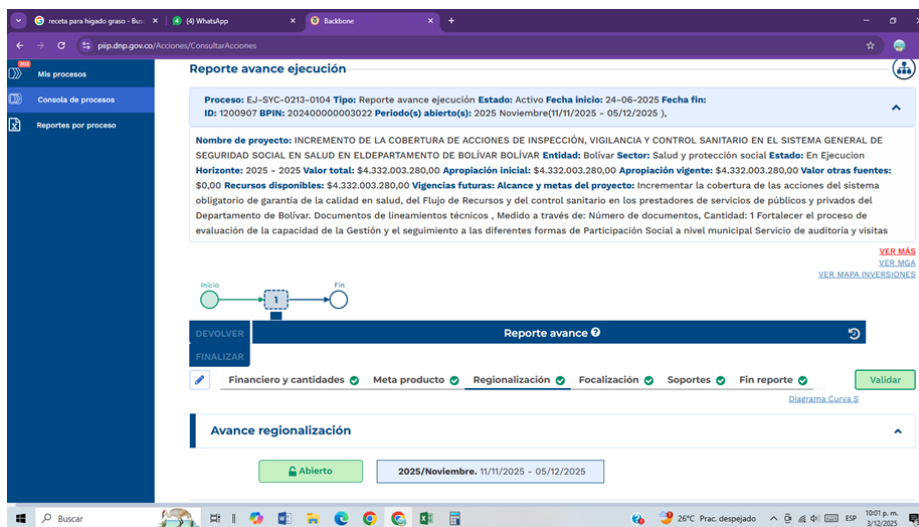 receta para higado graso - Bus
(4) WhatsApp
Backbone
piip.dnp.gov.co/Acciones/ConsultarAcciones
Mis procesos
Consola de procesos
Reportes por proceso
Reporte avance ejecución
Proceso: EJ-SYC-0213-0104 Tipo: Reporte avance ejecución Estado: Activo Fecha inicio: 24-06-2025 Fecha fin:
ID: 1200907 BPIN: 202400000003022 Periodo(s) abierto(s): 2025 Noviembre(11/11/2025 - 05/12/2025 ),
Nombre de proyecto: INCREMENTO DE LA COBERTURA DE ACCIONES DE INSPECCIÓN, VIGILANCIA Y CONTROL SANITARIO EN EL SISTEMA GENERAL DE
SEGURIDAD SOCIAL EN SALUD EN ELDEPARTAMENTO DE BOLÍVAR BOLÍVAR Entidad: Bolívar Sector: Salud y protección social Estado: En Ejecucion
Horizonte: 2025 - 2025 Valor total: $4.332.003.280,00 Apropiación inicial: $4.332.003.280,00 Apropiación vigente: $4.332.003.280,00 Valor otras fuentes:
$0,00 Recursos disponibles: $4.332.003.280,00 Vigencias futuras: Alcance y metas del proyecto: Incrementar la cobertura de las acciones del sistema
obligatorio de garantía de la calidad en salud, del Flujo de Recursos y del control sanitario en los prestadores de servicios de públicos y privados del
Departamento de Bolívar. Documentos de lineamientos técnicos , Medido a través de: Número de documentos, Cantidad: 1 Fortalecer el proceso de
evaluación de la capacidad de la Gestión y el seguimiento a las diferentes formas de Participación Social a nivel municipal Servicio de auditoría y visitas
VER MÁS
VER MGA
VER MAPA INVERSIONES
Inicio
1
Fin
DEVOLVER
FINALIZAR
Reporte avance
Financiero y cantidades
Meta producto
Regionalización
Focalización
Soportes
Fin reporte
Validar
Diagrama Curva S
Avance regionalización
Abierto
2025/Noviembre. 11/11/2025 - 05/12/2025
Buscar
26°C Prac. despejado
ESP
10:01 p. m.
3/12/2025